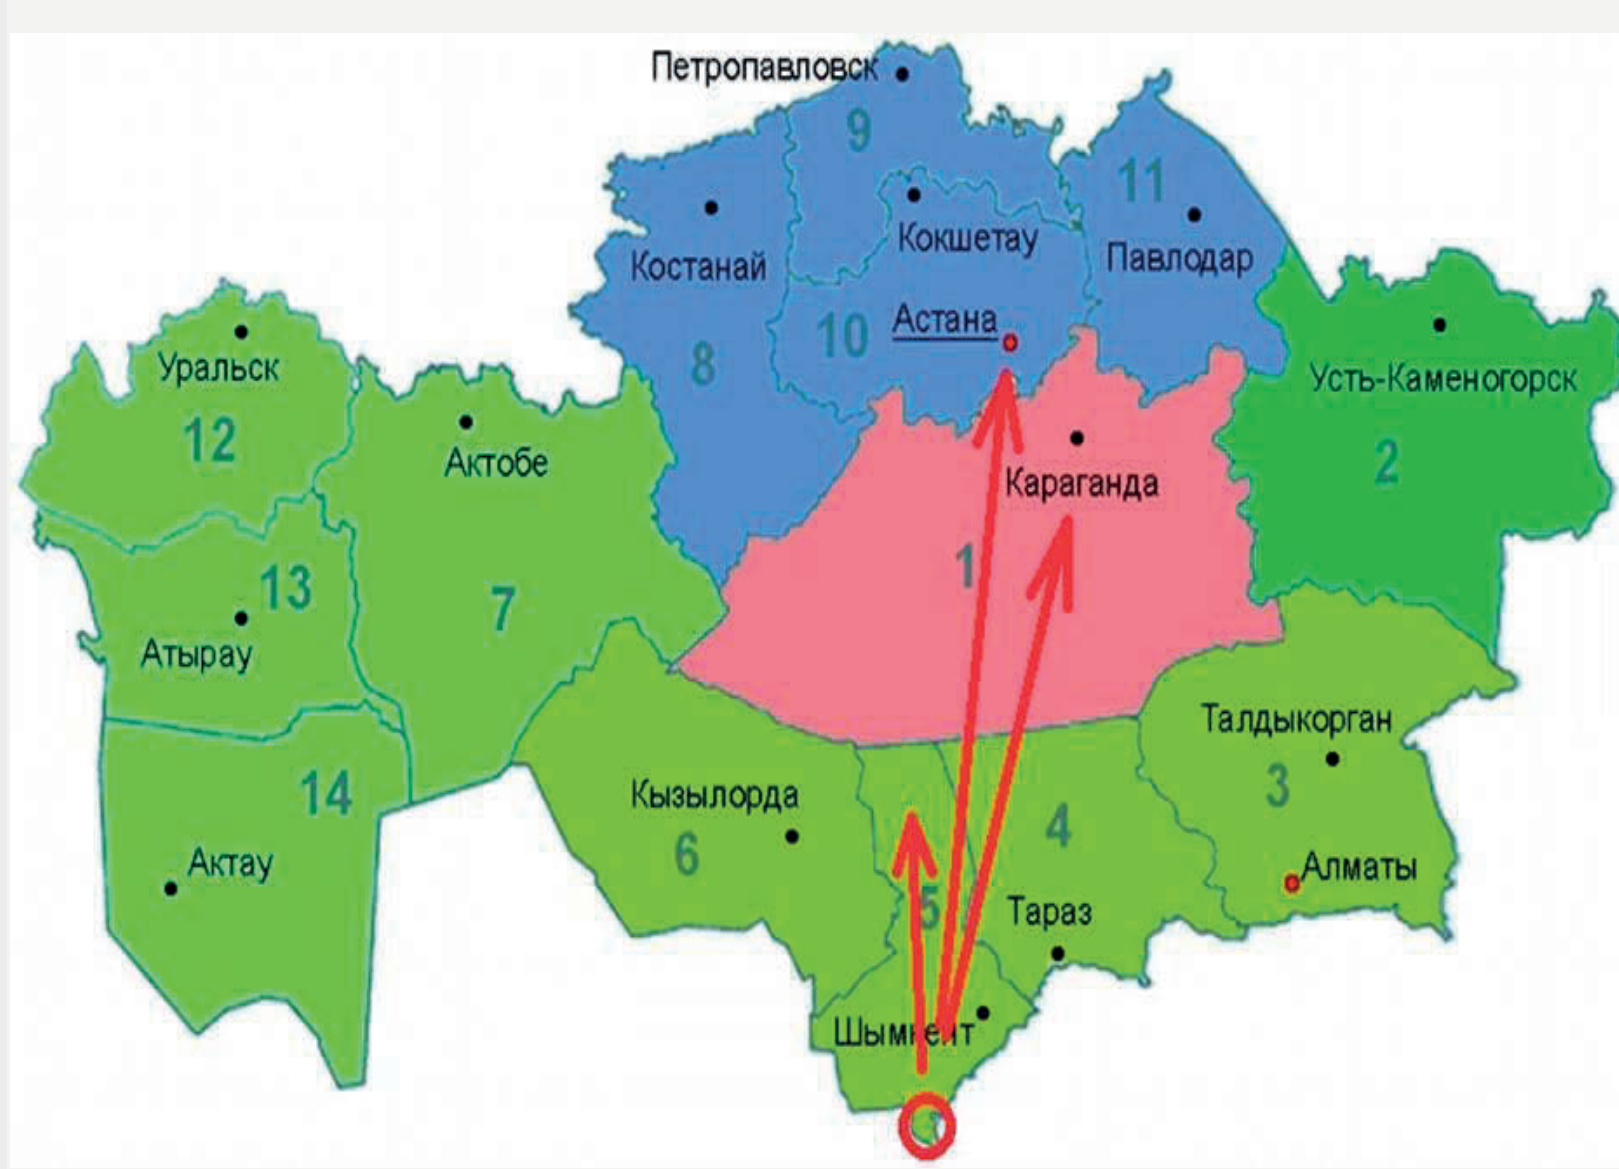 Петропавловск
9
11
Кокшетау
Костанай
Павлодар
Астана
10
8
Уральск
Усть-Каменогорск
12
Актобе
2
Караганда
1
13
7
Атырау
Талдыкорган
14
Кызылорда
3
4
6
Актау
Алматы
5
Тараз
Шымкент